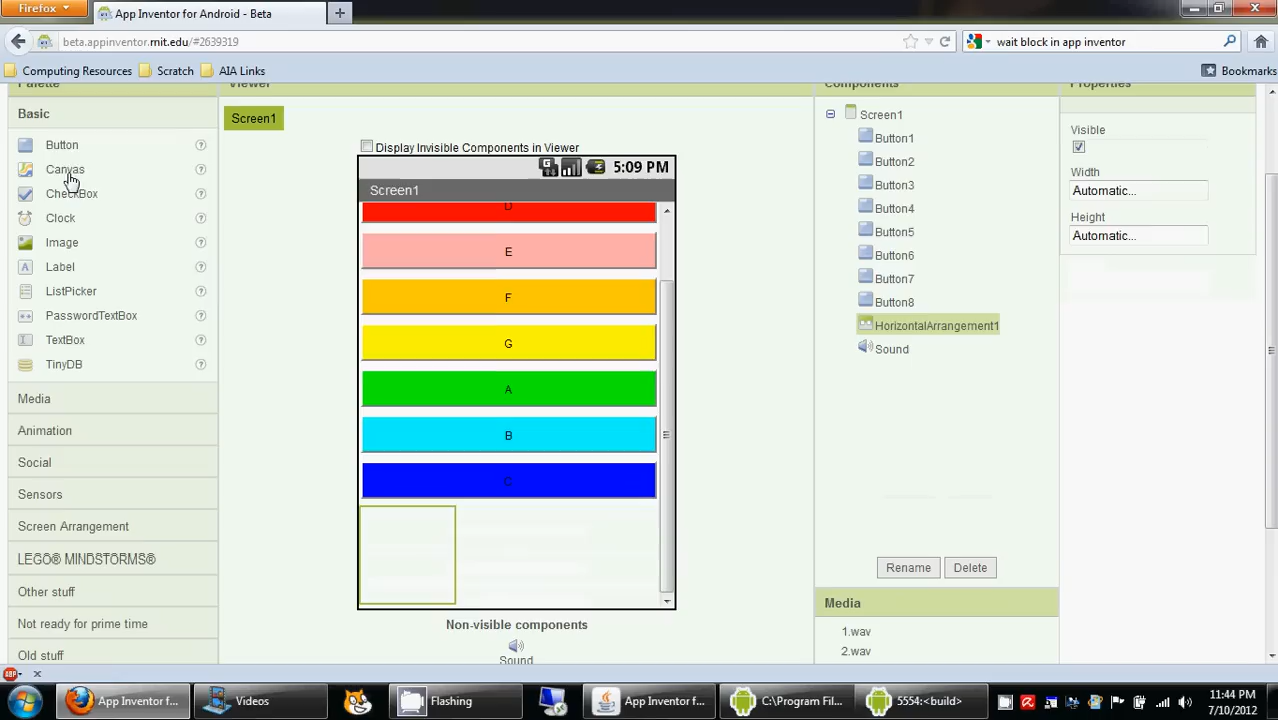 Firefox
App Inventor for Android - Beta
beta.appinventor.mit.edu/#2639319
wait block in app inventor
Computing Resources
Scratch
AIA Links
Bookmarks
Palette
Viewer
Components
Properties
Basic
Button
Canvas
CheckBox
Clock
Image
Label
ListPicker
PasswordTextBox
TextBox
TinyDB
Media
Animation
Social
Sensors
Screen Arrangement
LEGO® MINDSTORMS®
Other stuff
Not ready for prime time
Old stuff
Screen1
Display Invisible Components in Viewer
5:09 PM
Screen1
D
E
F
G
A
B
C
Non-visible components
Sound
Screen1
Button1
Button2
Button3
Button4
Button5
Button6
Button7
Button8
HorizontalArrangement1
Sound
Rename
Delete
Media
1.wav
2.wav
Visible
Width
Automatic...
Height
Automatic...
ABP
App Inventor f...
Videos
Flashing
App Inventor f...
C:\Program Fil...
5554:<build>
11:44 PM
7/10/2012